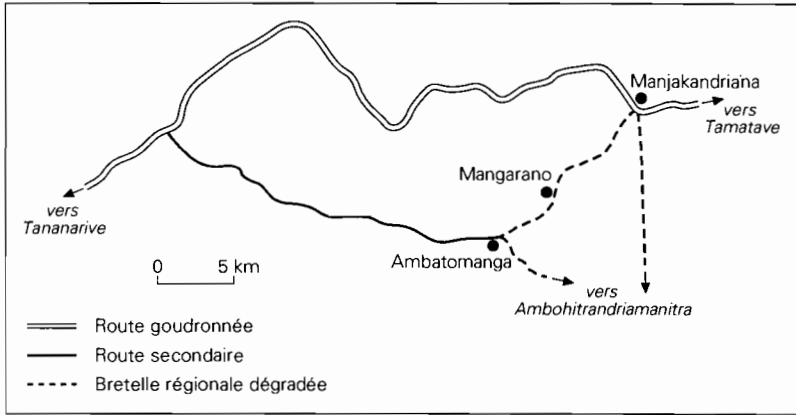 Manjakandriana
vers
Tamatave
Mangarano
vers
Tananarive
Ambatomanga
0 5 km
vers
Ambohitrandriamanitra
Route goudronnée
Route secondaire
Bretelle régionale dégradée